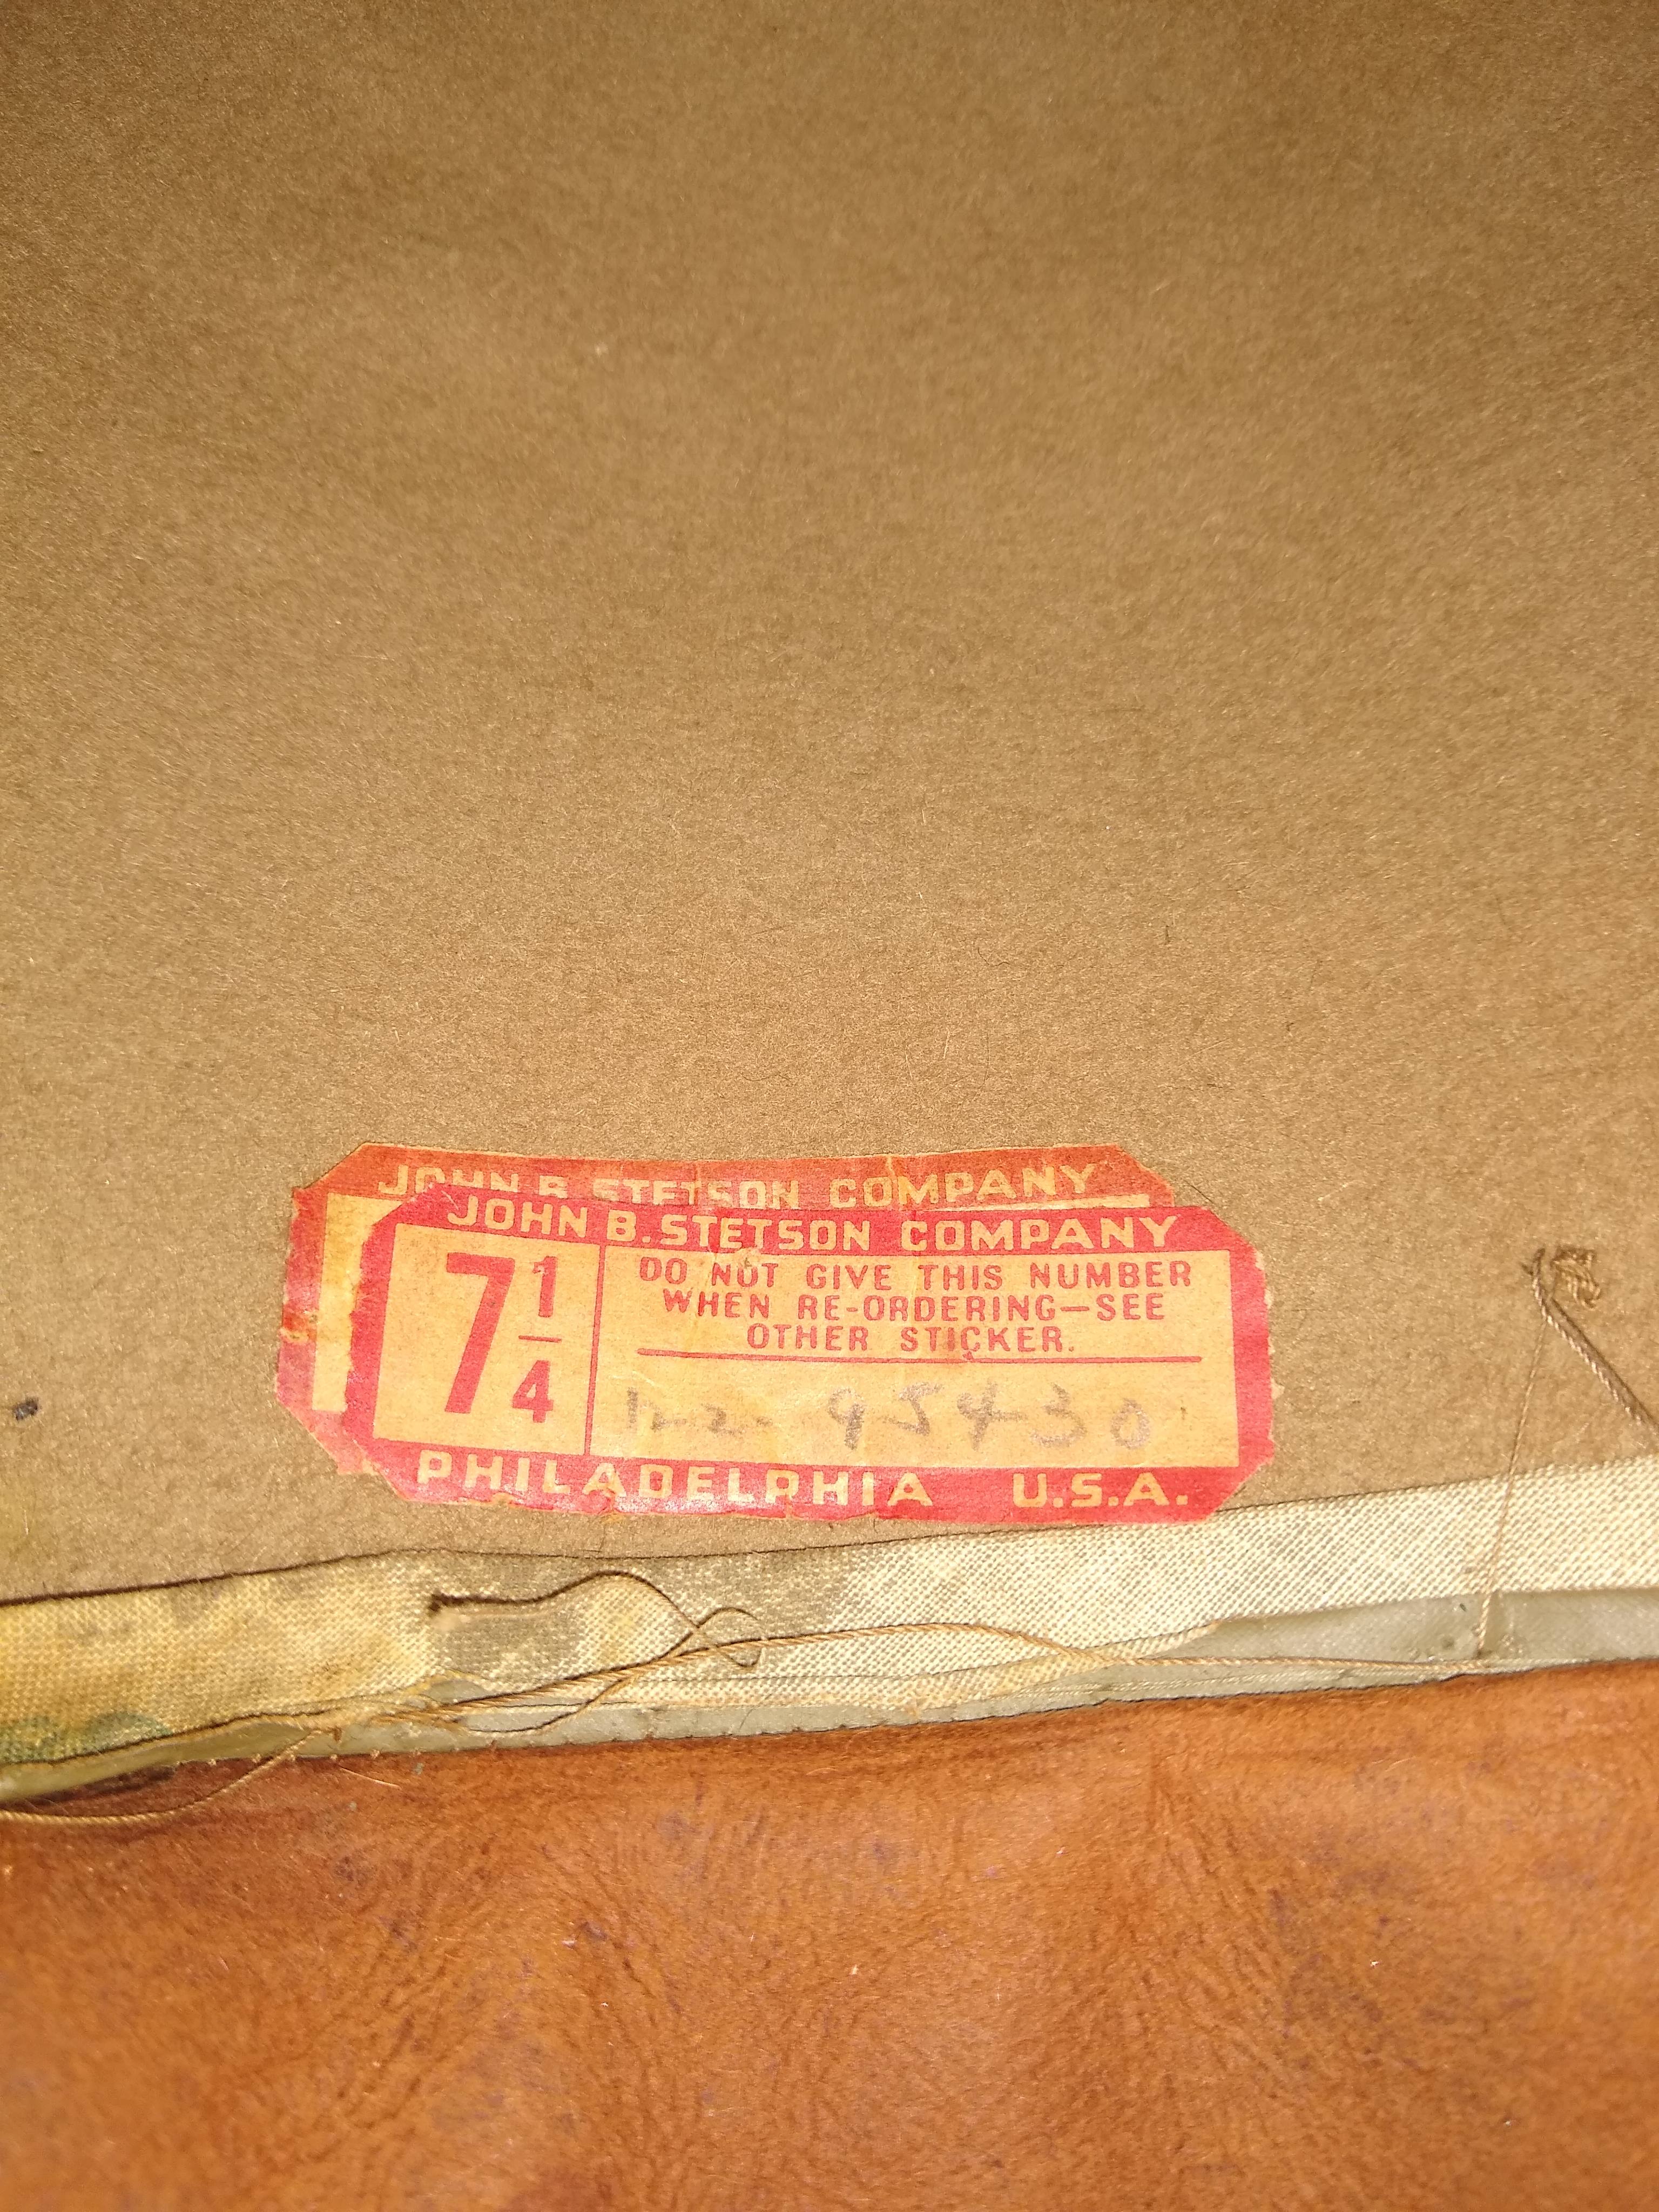 JOHN B. STETSON COMPANY
JOHN B. STETSON COMPANY
7 1/4
DO NOT GIVE THIS NUMBER
WHEN RE-ORDERING—SEE
OTHER STICKER.
95430
PHILADELPHIA U.S.A.